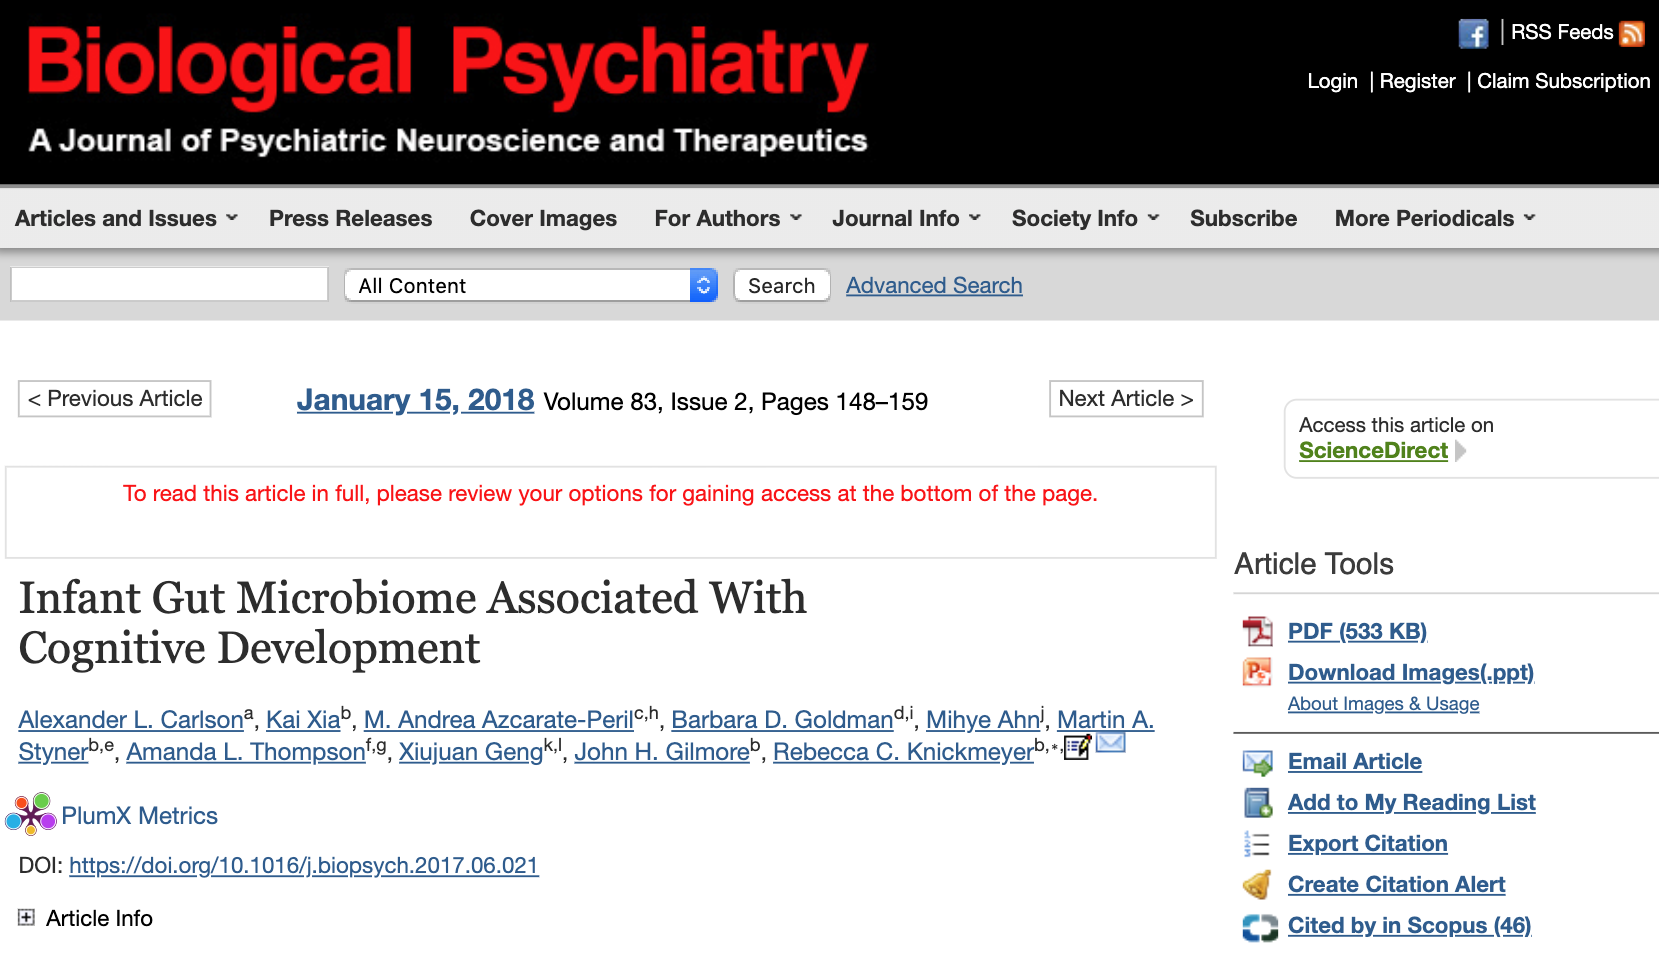 Biological Psychiatry
A Journal of Psychiatric Neuroscience and Therapeutics
f | RSS Feeds
Login | Register | Claim Subscription
Articles and Issues Press Releases Cover Images For Authors Journal Info Society Info Subscribe More Periodicals
All Content Search Advanced Search
< Previous Article January 15, 2018 Volume 83, Issue 2, Pages 148–159 Next Article >
To read this article in full, please review your options for gaining access at the bottom of the page.
Infant Gut Microbiome Associated With
Cognitive Development
Alexander L. Carlson^a, Kai Xia^b, M. Andrea Azcarate-Peril^c,h, Barbara D. Goldman^d,i, Mihye Ahn^j, Martin A.
Styner^b,e, Amanda L. Thompson^f,g, Xiujuan Geng^k,l, John H. Gilmore^b, Rebecca C. Knickmeyer^b,*,
PlumX Metrics
DOI: https://doi.org/10.1016/j.biopsych.2017.06.021
Article Info
Access this article on
ScienceDirect
Article Tools
PDF (533 KB)
Download Images(.ppt)
About Images & Usage
Email Article
Add to My Reading List
Export Citation
Create Citation Alert
Cited by in Scopus (46)